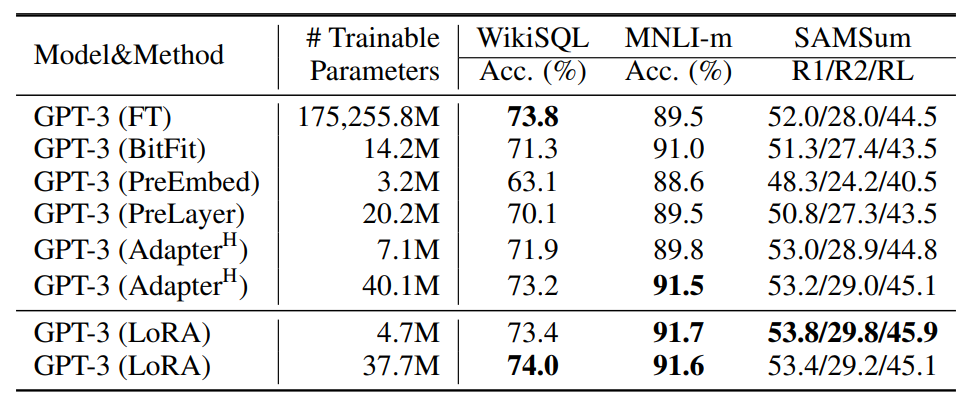 Model&Method # Trainable Parameters WikiSQL MNLI-m SAMSum
Acc. (%) Acc. (%) R1/R2/RL
GPT-3 (FT) 175,255.8M 73.8 89.5 52.0/28.0/44.5
GPT-3 (BitFit) 14.2M 71.3 91.0 51.3/27.4/43.5
GPT-3 (PreEmbed) 3.2M 63.1 88.6 48.3/24.2/40.5
GPT-3 (PreLayer) 20.2M 70.1 89.5 50.8/27.3/43.5
GPT-3 (Adapterᴴ) 7.1M 71.9 89.8 53.0/28.9/44.8
GPT-3 (Adapterᴴ) 40.1M 73.2 91.5 53.2/29.0/45.1
GPT-3 (LoRA) 4.7M 73.4 91.7 53.8/29.8/45.9
GPT-3 (LoRA) 37.7M 74.0 91.6 53.4/29.2/45.1